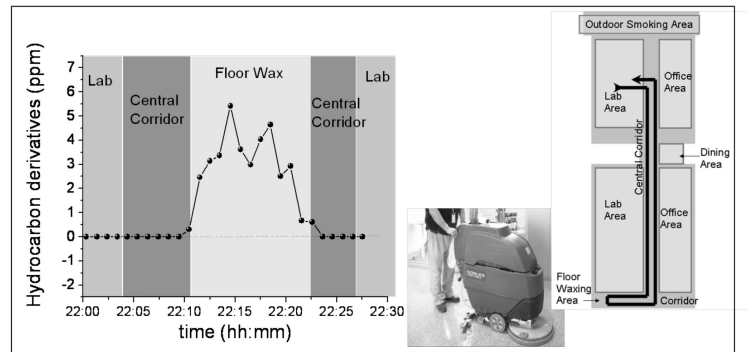 Hydrocarbon derivatives (ppm)
7
6
5
4
3
2
1
0
-1
-2
Lab
Central
Corridor
Floor Wax
Central
Corridor
Lab
22:00 22:05 22:10 22:15 22:20 22:25 22:30
time (hh:mm)
Outdoor Smoking Area
Lab
Area
Office
Area
Central Corridor
Dining
Area
Lab
Area
Office
Area
Floor
Waxing
Area
Corridor